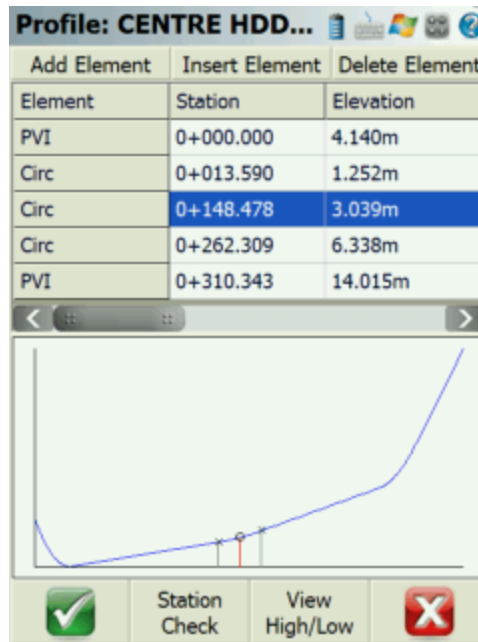 Profile: CENTRE HDD...
Add Element Insert Element Delete Element
Element Station Elevation
PVI 0+000.000 4.140m
Circ 0+013.590 1.252m
Circ 0+148.478 3.039m
Circ 0+262.309 6.338m
PVI 0+310.343 14.015m
Station Check View High/Low